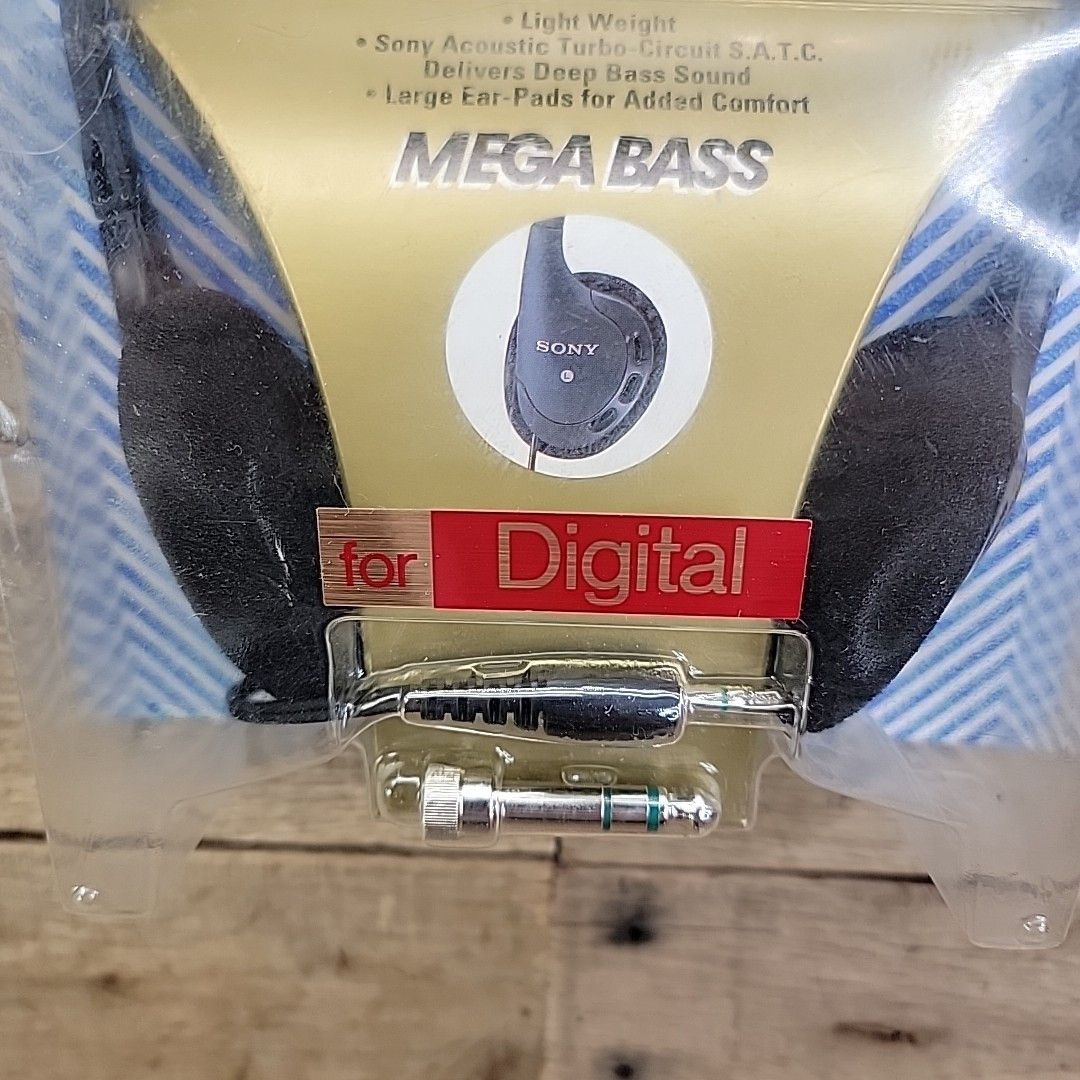 • Light Weight
• Sony Acoustic Turbo-Circuit S.A.T.C.
Delivers Deep Bass Sound
• Large Ear-Pads for Added Comfort
MEGA BASS
SONY
L
for Digital